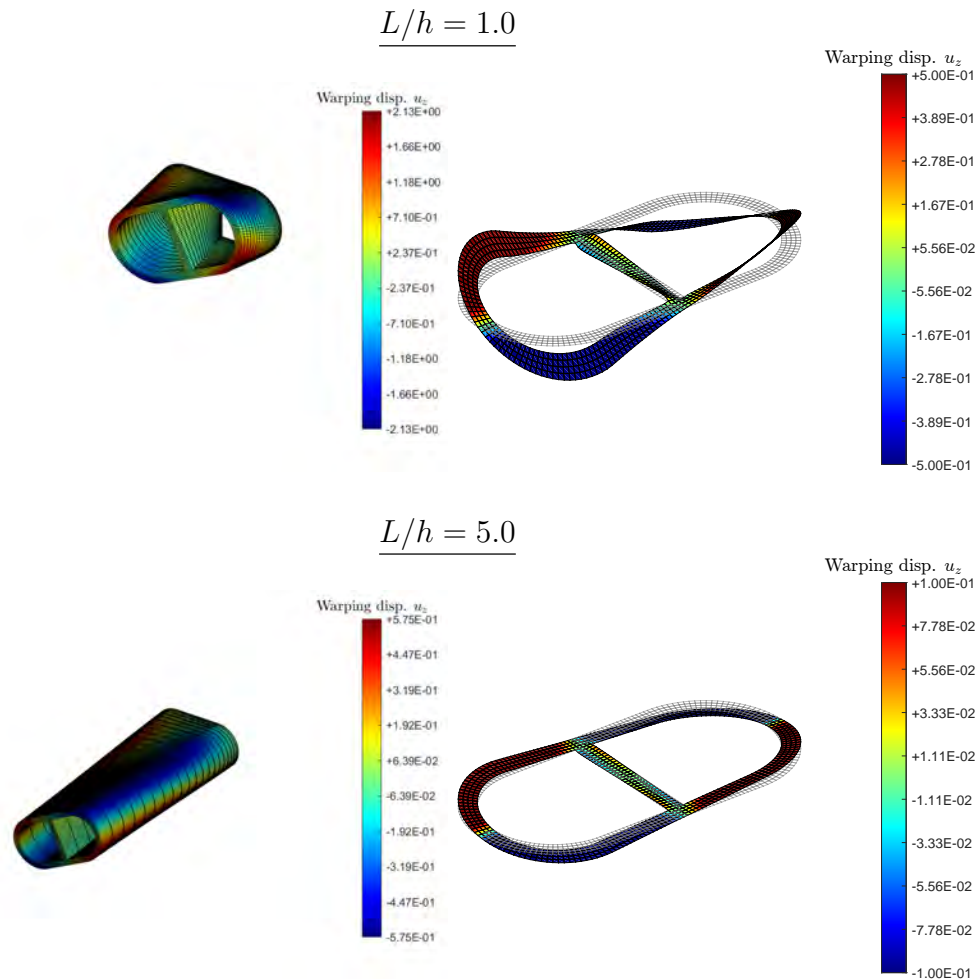 L/h = 1.0
Warping disp. u_z
+2.13E+00
+1.66E+00
+1.18E+00
+7.10E-01
+2.37E-01
-2.37E-01
-7.10E-01
-1.18E+00
-1.66E+00
-2.13E+00
Warping disp. u_z
+5.00E-01
+3.89E-01
+2.78E-01
+1.67E-01
+5.56E-02
-5.56E-02
-1.67E-01
-2.78E-01
-3.89E-01
-5.00E-01
L/h = 5.0
Warping disp. u_z
+5.75E-01
+4.47E-01
+3.19E-01
+1.92E-01
+6.39E-02
-6.39E-02
-1.92E-01
-3.19E-01
-4.47E-01
-5.75E-01
Warping disp. u_z
+1.00E-01
+7.78E-02
+5.56E-02
+3.33E-02
+1.11E-02
-1.11E-02
-3.33E-02
-5.56E-02
-7.78E-02
-1.00E-01